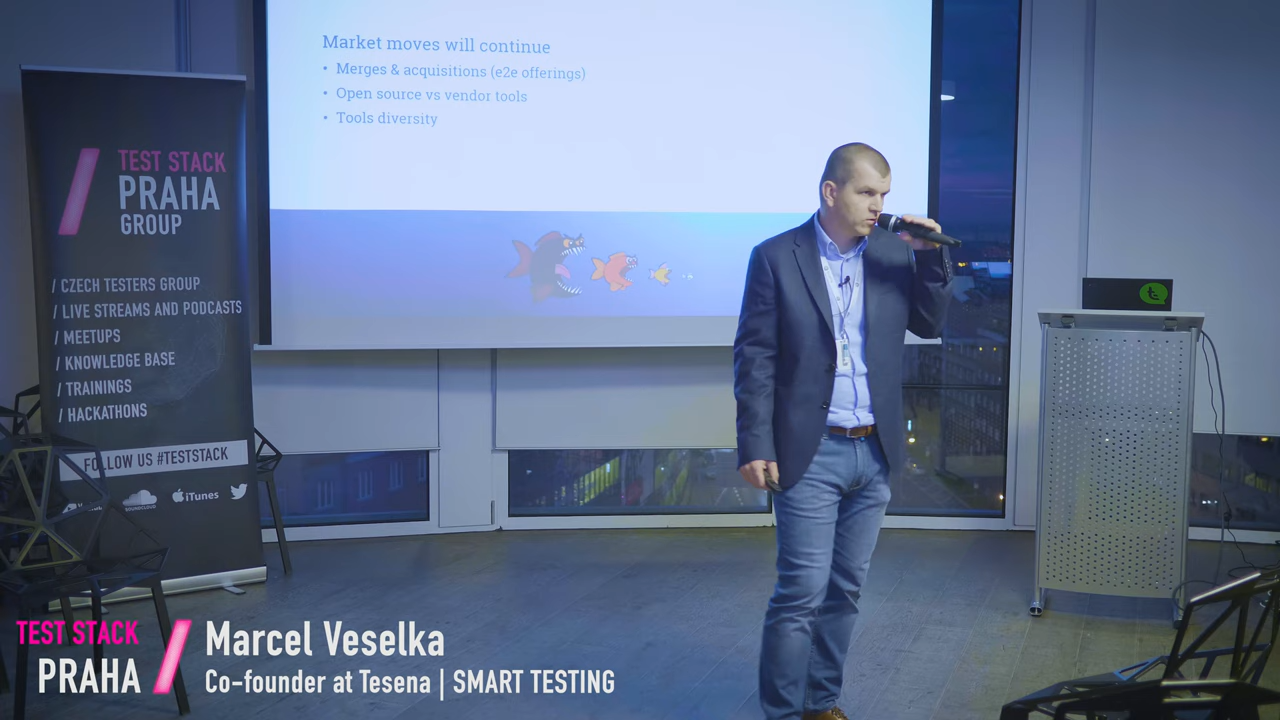 Market moves will continue
• Merges & acquisitions (e2e offerings)
• Open source vs vendor tools
• Tools diversity
TEST STACK
PRAHA
GROUP
/ CZECH TESTERS GROUP
/ LIVE STREAMS AND PODCASTS
/ MEETUPS
/ KNOWLEDGE BASE
/ TRAININGS
/ HACKATHONS
FOLLOW US #TESTSTACK
SOUNDCLOUD
iTunes
TEST STACK
PRAHA
Marcel Veselka
Co-founder at Tesena | SMART TESTING